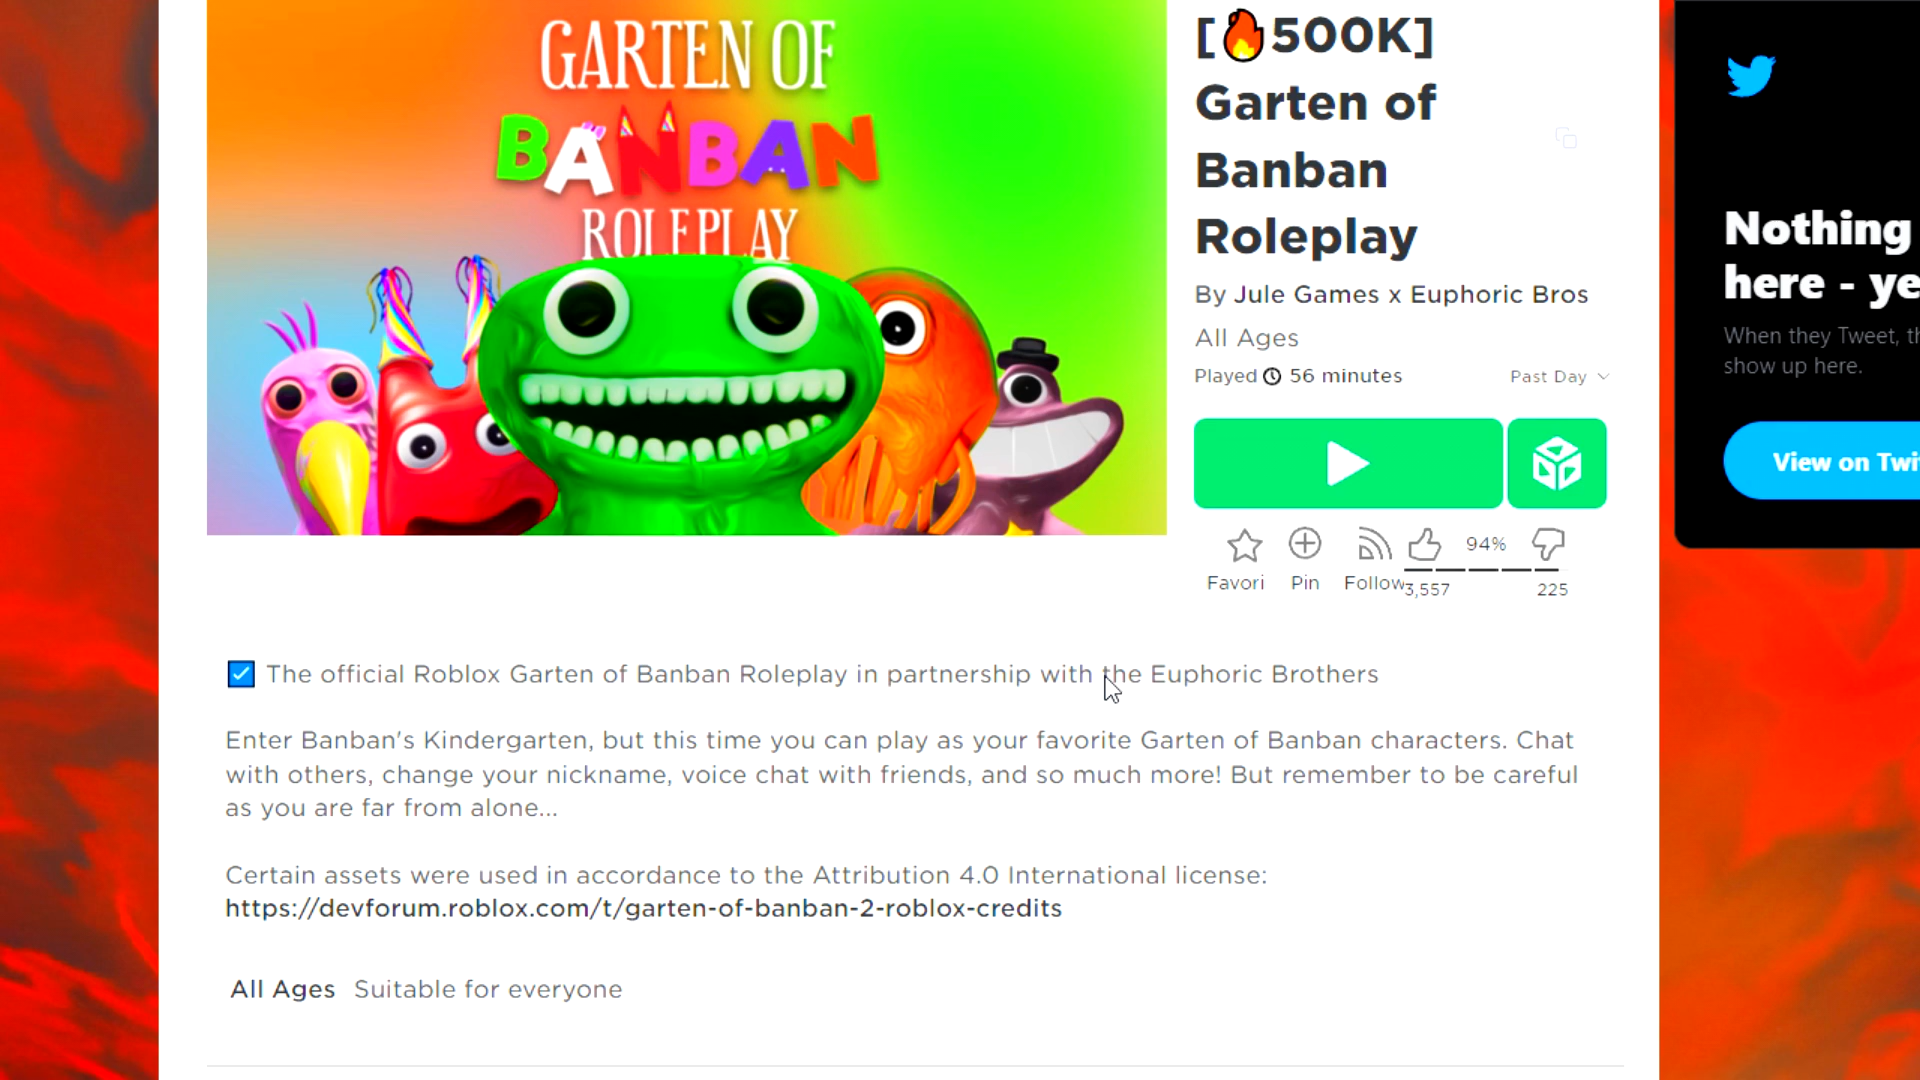 GARTEN OF
BANBAN
ROLEPLAY
[🔥500K]
Garten of
Banban
Roleplay
By Jule Games x Euphoric Bros
All Ages
Played 56 minutes
Past Day
Favori
Pin
Follow
3,557
94%
225
☑ The official Roblox Garten of Banban Roleplay in partnership with the Euphoric Brothers
Enter Banban's Kindergarten, but this time you can play as your favorite Garten of Banban characters. Chat
with others, change your nickname, voice chat with friends, and so much more! But remember to be careful
as you are far from alone...
Certain assets were used in accordance to the Attribution 4.0 International license:
https://devforum.roblox.com/t/garten-of-banban-2-roblox-credits
All Ages Suitable for everyone
Nothing
here - ye
When they Tweet, th
show up here.
View on Twi